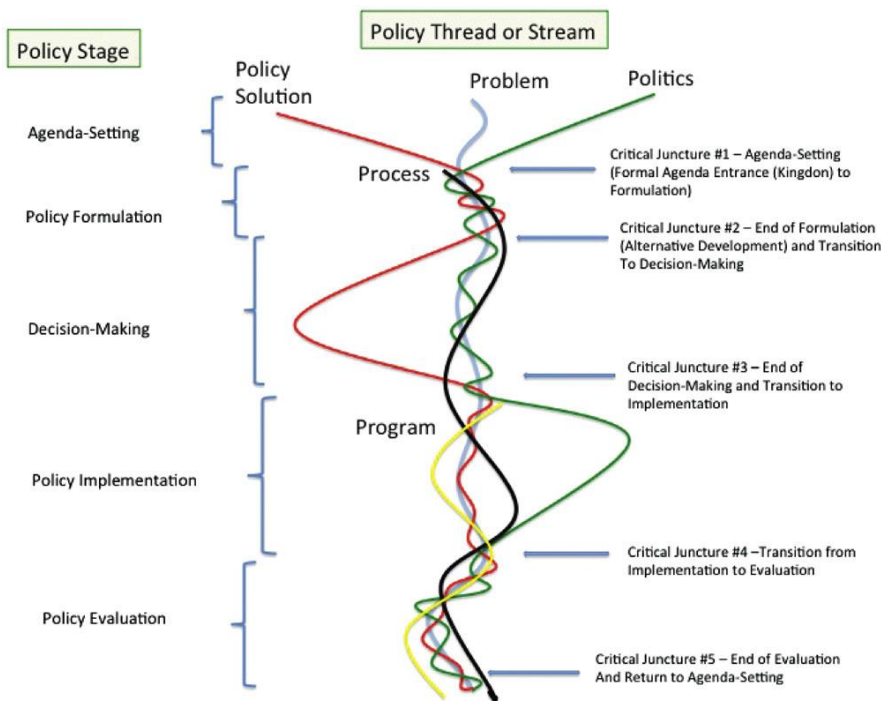 Policy Thread or Stream
Policy Stage
Policy
Solution
Problem
Politics
Agenda-Setting
Process
Critical Juncture #1 – Agenda-Setting
(Formal Agenda Entrance (Kingdon) to
Formulation)
Policy Formulation
Critical Juncture #2 – End of Formulation
(Alternative Development) and Transition
To Decision-Making
Decision-Making
Critical Juncture #3 – End of
Decision-Making and Transition to
Implementation
Program
Policy Implementation
Critical Juncture #4 –Transition from
Implementation to Evaluation
Policy Evaluation
Critical Juncture #5 – End of Evaluation
And Return to Agenda-Setting